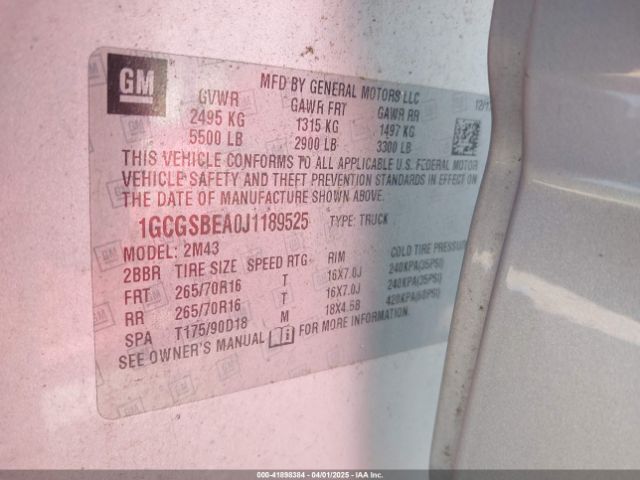 GM
MFD BY GENERAL MOTORS LLC
GVWR GAWR FRT GAWR RR
2495 KG 1315 KG 1497 KG
5500 LB 2900 LB 3300 LB
THIS VEHICLE CONFORMS TO ALL APPLICABLE U.S. FEDERAL MOTOR
VEHICLE SAFETY AND THEFT PREVENTION STANDARDS IN EFFECT
THE DATE OF MANUFACTURE SHOWN ABOVE.
1GCGSBEA0J1189525 TYPE: TRUCK
MODEL: 2M43
2BBR TIRE SIZE SPEED RTG RIM COLD TIRE PRESSURE
FRT 265/70R16 T 16X7.0J 240KPA(35PSI)
RR 265/70R16 T 16X7.0J 240KPA(35PSI)
SPA T175/90D18 M 18X4.5B 420KPA(60PSI)
SEE OWNER'S MANUAL FOR MORE INFORMATION.
000-41898384 - 04/01/2025 - IAA Inc.